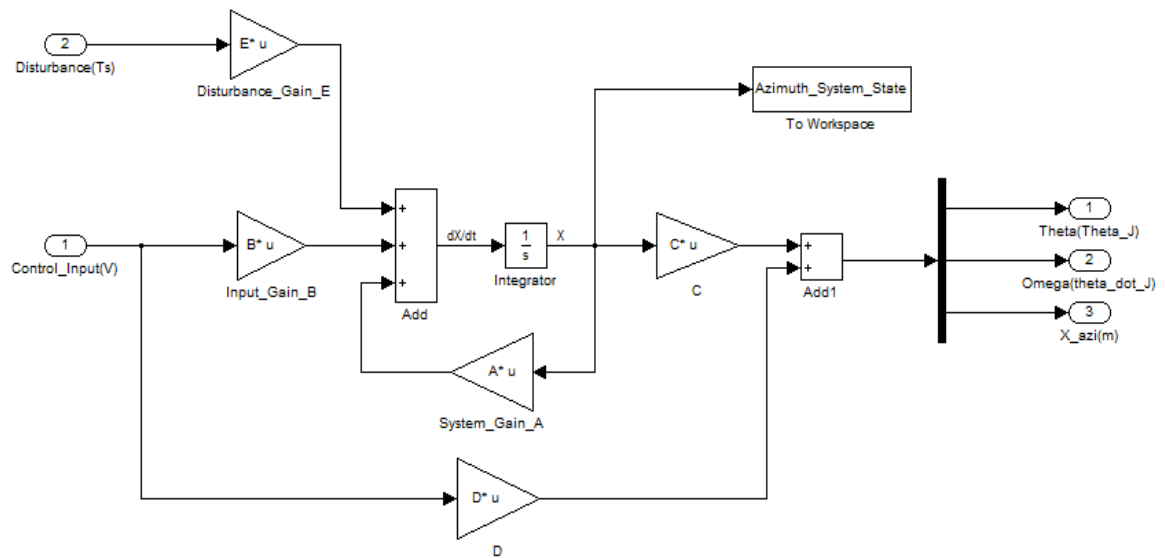 2
Disturbance(Ts)
E* u
Disturbance_Gain_E
Azimuth_System_State
To Workspace
1
Control_Input(V)
B* u
Input_Gain_B
+
+
+
Add
dX/dt
1
s
Integrator
X
C* u
C
+
+
Add1
1
Theta(Theta_J)
2
Omega(theta_dot_J)
3
X_azi(m)
A* u
System_Gain_A
D* u
D